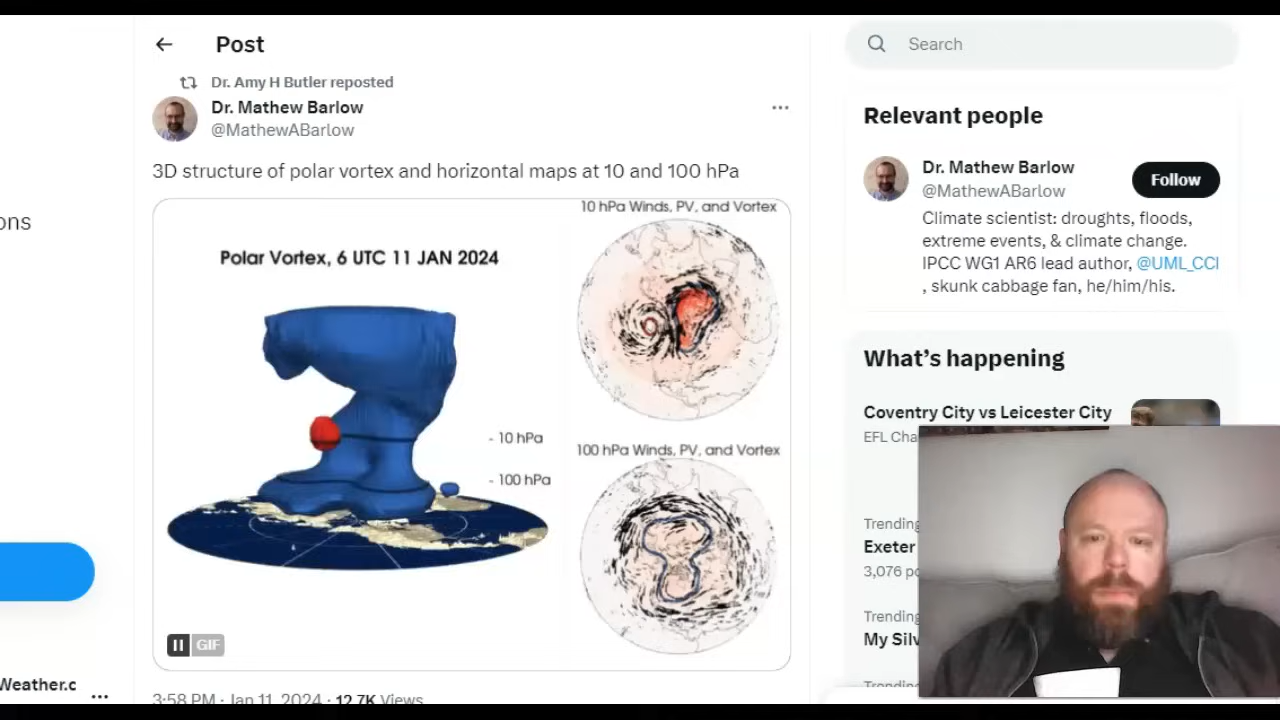 Post
Search
Dr. Amy H Butler reposted
Dr. Mathew Barlow
@MathewABarlow
3D structure of polar vortex and horizontal maps at 10 and 100 hPa
10 hPa Winds, PV, and Vortex
Polar Vortex, 6 UTC 11 JAN 2024
- 10 hPa
100 hPa Winds, PV, and Vortex
- 100 hPa
GIF
3:58 PM · Jan 11, 2024 · 12.7K Views
ons
Weather.c
Relevant people
Dr. Mathew Barlow
@MathewABarlow
Follow
Climate scientist: droughts, floods,
extreme events, & climate change.
IPCC WG1 AR6 lead author, @UML_CCI
, skunk cabbage fan, he/him/his.
What's happening
Coventry City vs Leicester City
EFL Cha
Trending
Exeter
3,076 po
Trending
My Silv
Trending